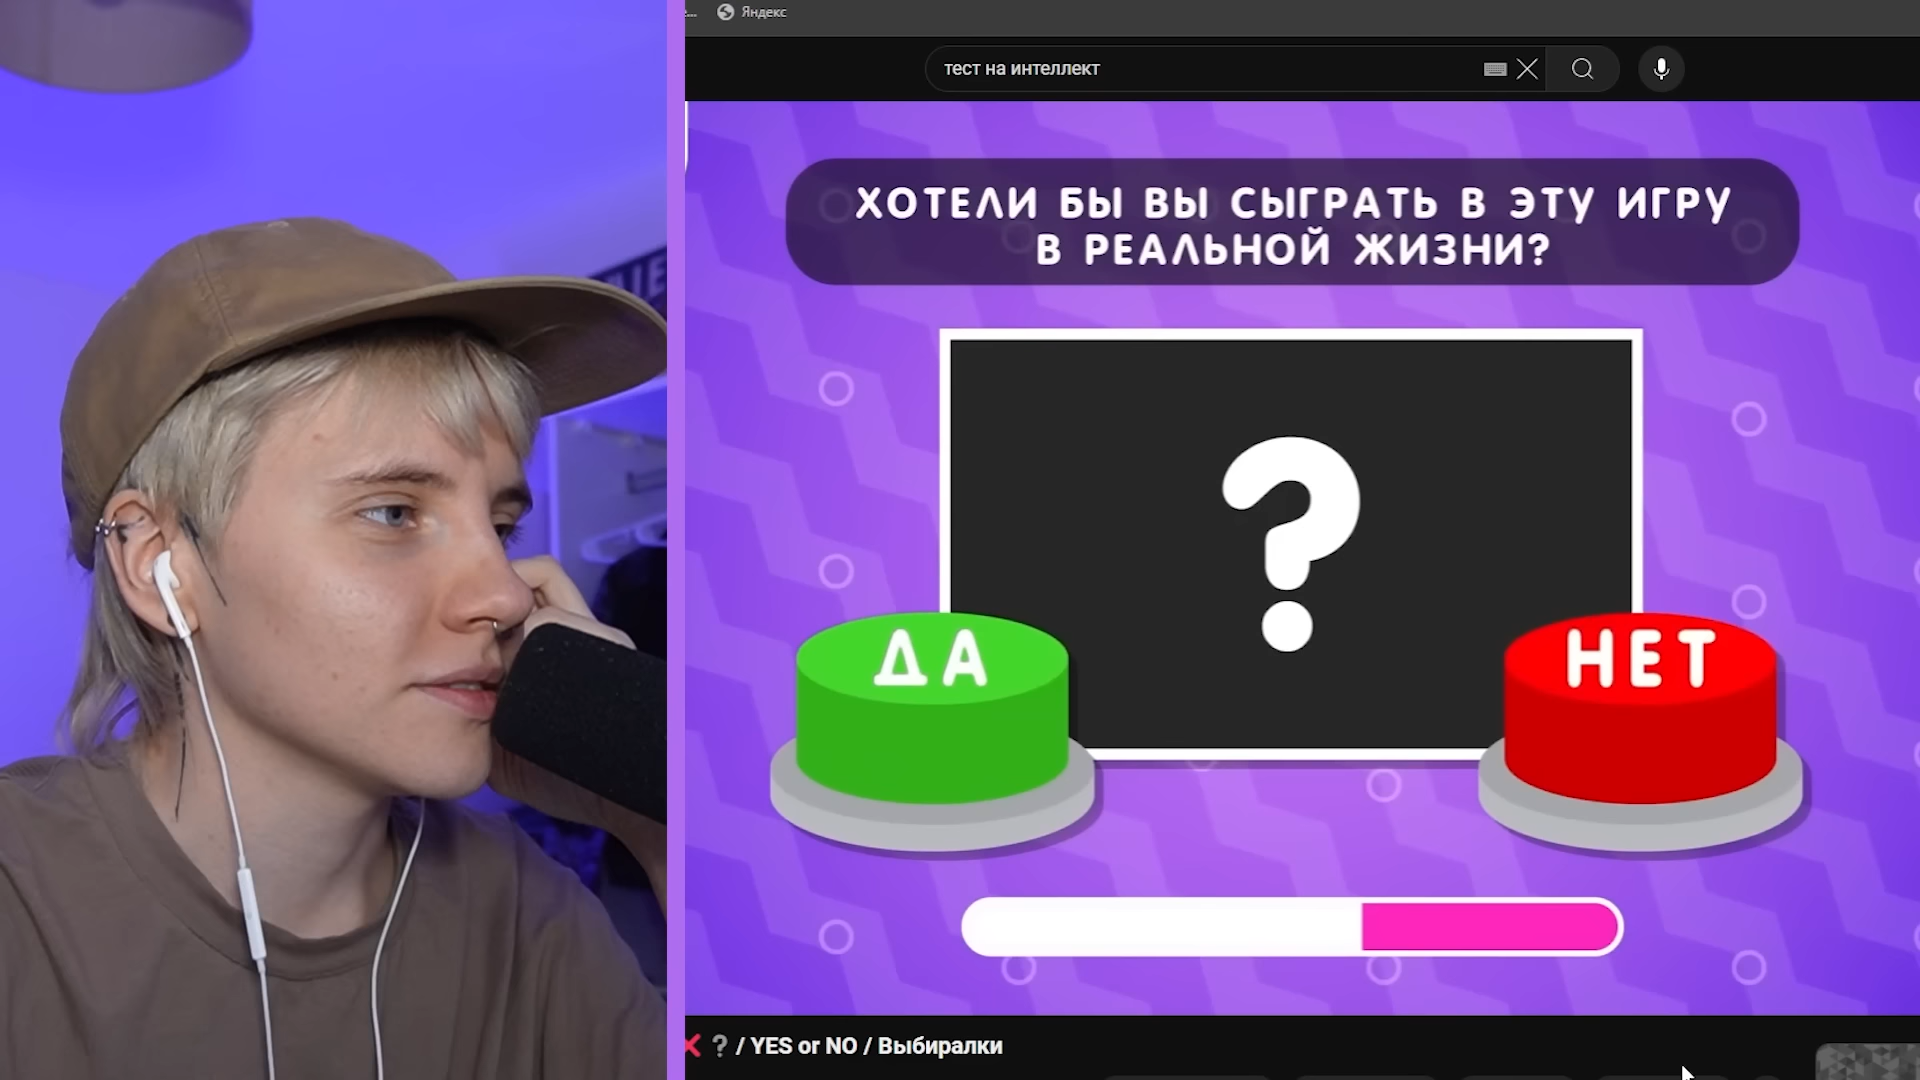 Яндекс
тест на интеллект
ХОТЕЛИ БЫ ВЫ СЫГРАТЬ В ЭТУ ИГРУ
В РЕАЛЬНОЙ ЖИЗНИ?
?
ДА
НЕТ
❌ ❔ / YES or NO / Выбиралки